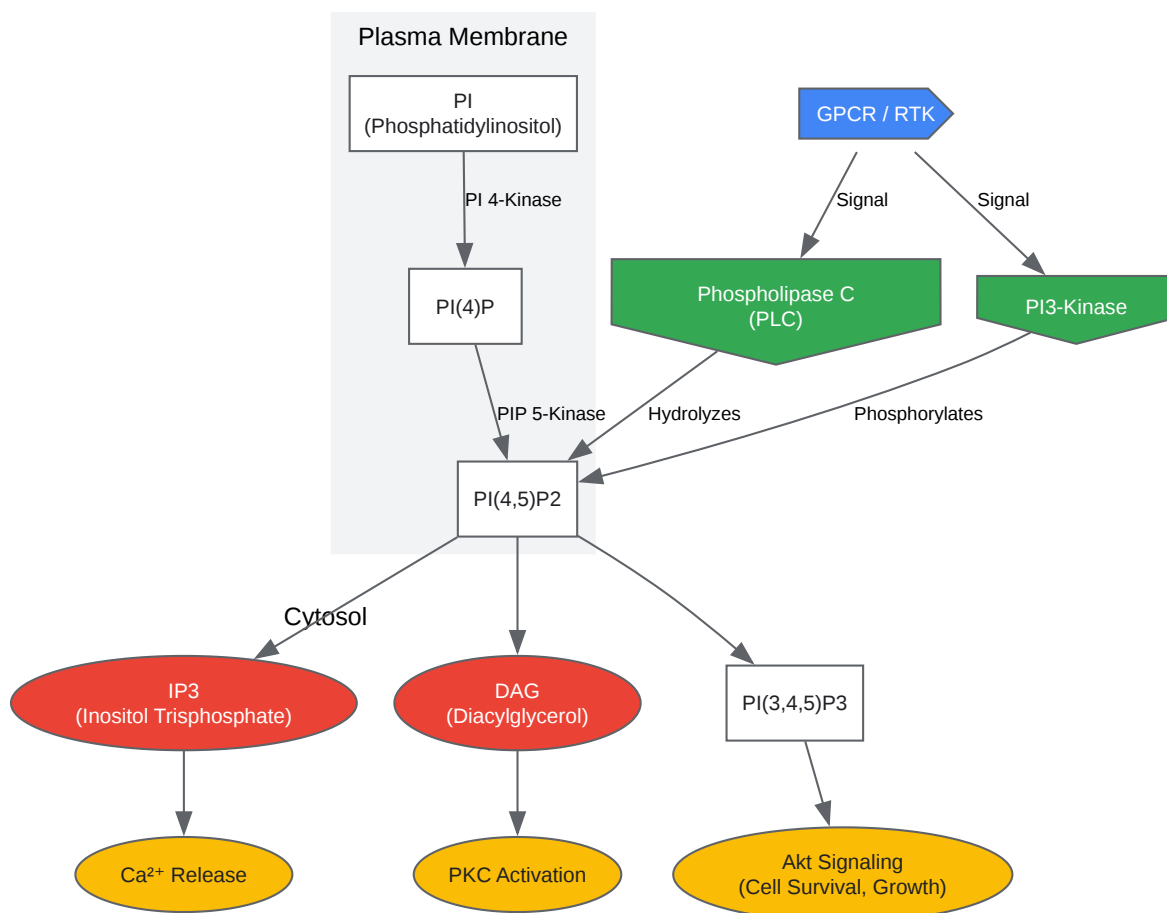 Plasma Membrane
PI
(Phosphatidylinositol)
GPCR / RTK
PI 4-Kinase
Signal
Signal
PI(4)P
Phospholipase C
(PLC)
PI3-Kinase
PIP 5-Kinase
Hydrolyzes
Phosphorylates
PI(4,5)P2
Cytosol
IP3
(Inositol Trisphosphate)
DAG
(Diacylglycerol)
PI(3,4,5)P3
Ca²⁺ Release
PKC Activation
Akt Signaling
(Cell Survival, Growth)